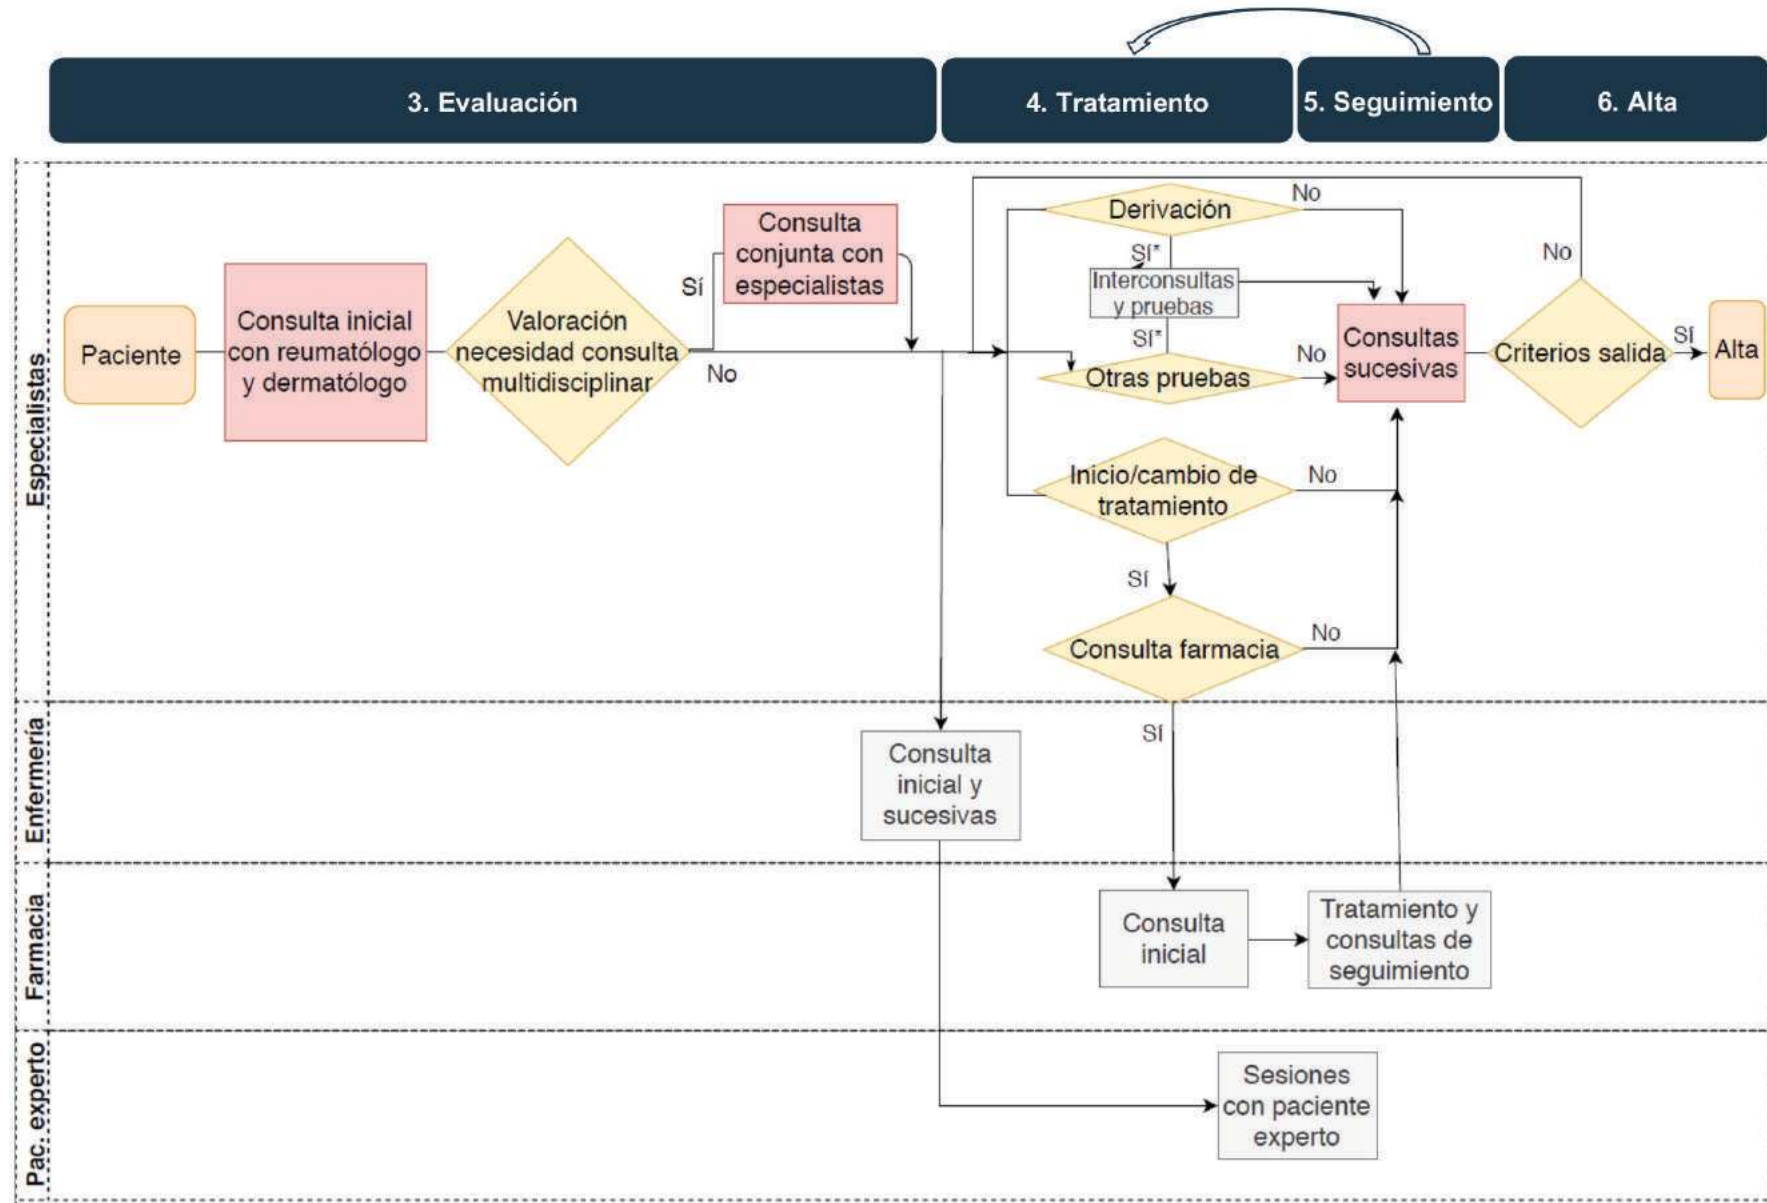 3. Evaluación
4. Tratamiento
5. Seguimiento
6. Alta
Especialistas
Paciente
Consulta inicial
con reumatólogo
y dermatólogo
Valoración
necesidad consulta
multidisciplinar
Sí
No
Consulta
conjunta con
especialistas
Derivación
No
Sí*
Interconsultas
y pruebas
Sí*
Otras pruebas
No
Inicio/cambio de
tratamiento
No
Sí
Consulta farmacia
No
Sí
Consultas
sucesivas
No
Criterios salida
Sí
Alta
Enfermería
Consulta
inicial y
sucesivas
Farmacia
Consulta
inicial
Tratamiento y
consultas de
seguimiento
Pac. experto
Sesiones
con paciente
experto